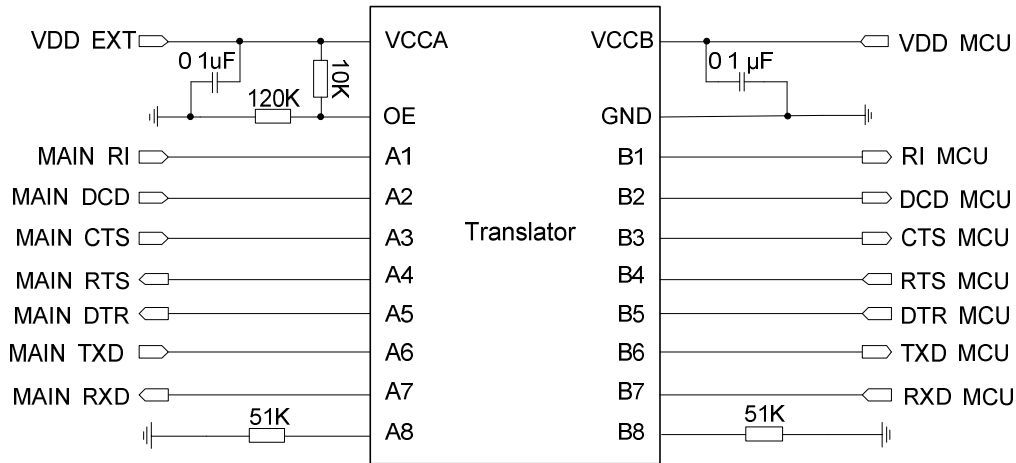 VDD EXT
VCCA
VCCB
VDD MCU
0 1uF
10K
0 1 µF
120K
OE
GND
MAIN RI
A1
B1
RI MCU
MAIN DCD
A2
B2
DCD MCU
MAIN CTS
A3
Translator
B3
CTS MCU
MAIN RTS
A4
B4
RTS MCU
MAIN DTR
A5
B5
DTR MCU
MAIN TXD
A6
B6
TXD MCU
MAIN RXD
A7
B7
RXD MCU
51K
A8
B8
51K